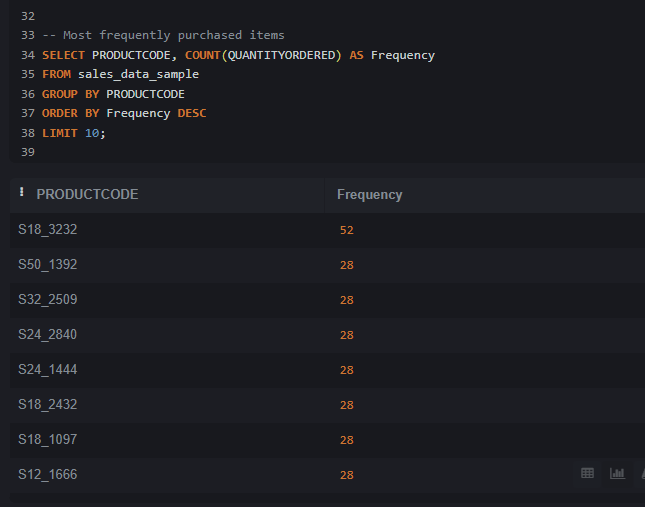 32
33 -- Most frequently purchased items
34 SELECT PRODUCTCODE, COUNT(QUANTITYORDERED) AS Frequency
35 FROM sales_data_sample
36 GROUP BY PRODUCTCODE
37 ORDER BY Frequency DESC
38 LIMIT 10;
39
PRODUCTCODE Frequency
S18_3232 52
S50_1392 28
S32_2509 28
S24_2840 28
S24_1444 28
S18_2432 28
S18_1097 28
S12_1666 28